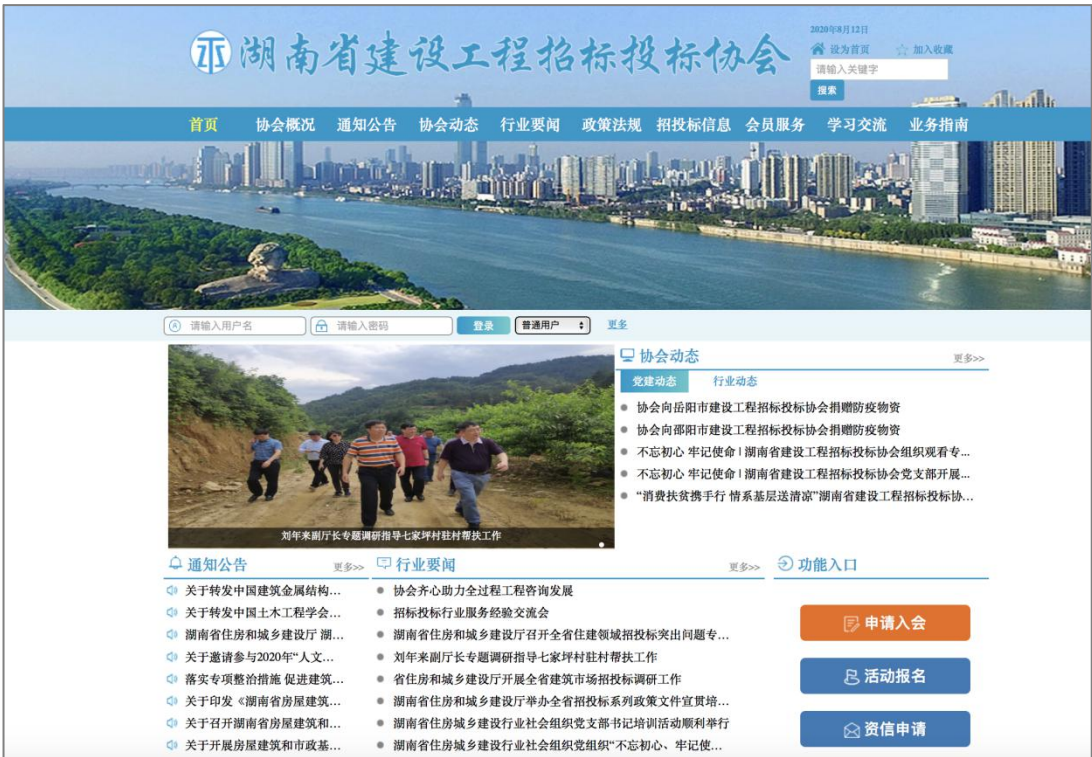 湖南省建设工程招标投标协会
2020年8月12日
设为首页 加入收藏
请输入关键字
搜索
首页 协会概况 通知公告 协会动态 行业要闻 政策法规 招投标信息 会员服务 学习交流 业务指南
请输入用户名 请输入密码 登录 普通用户 更多
协会动态 更多>>
党建动态 行业动态
协会向岳阳市建设工程招标投标协会捐赠防疫物资
协会向邵阳市建设工程招标投标协会捐赠防疫物资
不忘初心 牢记使命 | 湖南省建设工程招标投标协会组织观看专...
不忘初心 牢记使命 | 湖南省建设工程招标投标协会党支部开展...
“消费扶贫携手行 情系基层送清凉”湖南省建设工程招标投标协...
刘年来副厅长专题调研指导七家坪村驻村帮扶工作
通知公告 更多>>
关于转发中国建筑金属结构...
关于转发中国土木工程学会...
湖南省住房和城乡建设厅 湖...
关于邀请参与2020年“人文...
落实专项整治措施 促进建筑...
关于印发《湖南省房屋建筑...
关于召开湖南省房屋建筑和...
关于开展房屋建筑和市政基...
行业要闻 更多>>
协会齐心助力全过程工程咨询发展
招标投标行业服务经验交流会
湖南省住房和城乡建设厅召开全省住建领域招投标突出问题专...
刘年来副厅长专题调研指导七家坪村驻村帮扶工作
省住房和城乡建设厅开展全省建筑市场招投标调研工作
湖南省住房和城乡建设厅举办全省招投标系列政策文件宣贯培...
湖南省住房城乡建设行业社会组织党支部书记培训活动顺利举行
湖南省住房城乡建设行业社会组织党组织“不忘初心、牢记使...
功能入口
申请入会
活动报名
资信申请